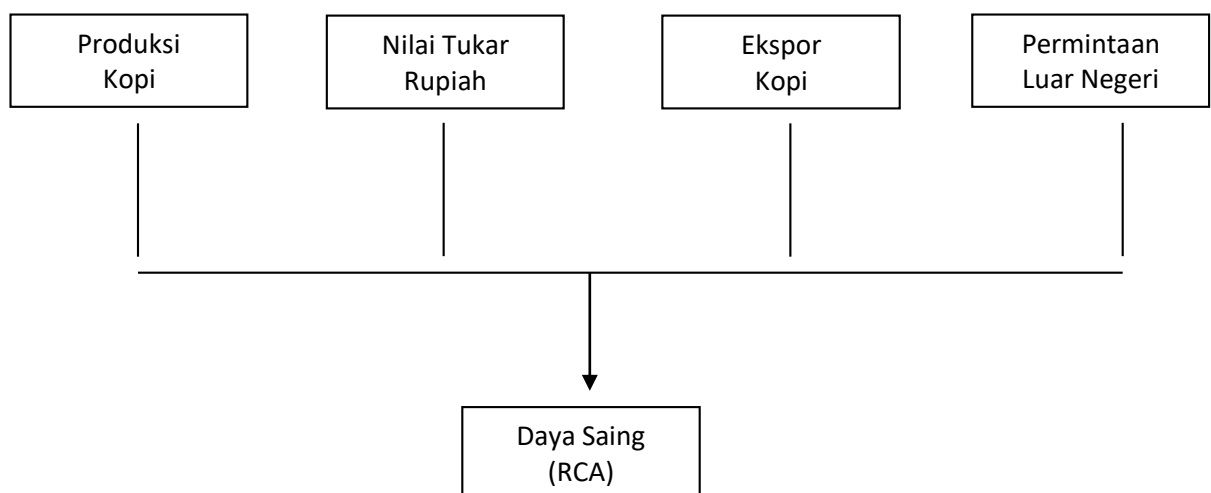 Produksi
Kopi
Nilai Tukar
Rupiah
Ekspor
Kopi
Permintaan
Luar Negeri
Daya Saing
(RCA)